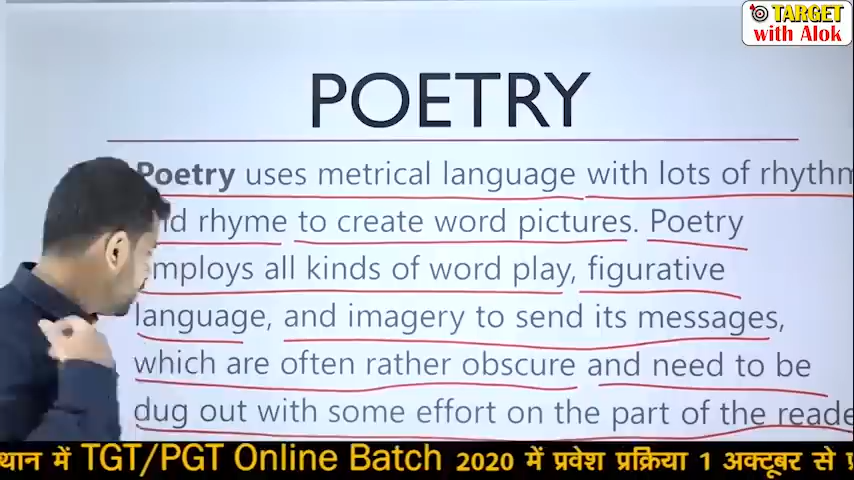 TARGET
with Alok
POETRY
Poetry uses metrical language with lots of rhythm
rhyme to create word pictures. Poetry
employs all kinds of word play, figurative
language, and imagery to send its messages,
which are often rather obscure and need to be
dug out with some effort on the part of the reade
में TGT/PGT Online Batch 2020 में प्रवेश प्रक्रिया 1 अक्टूबर से